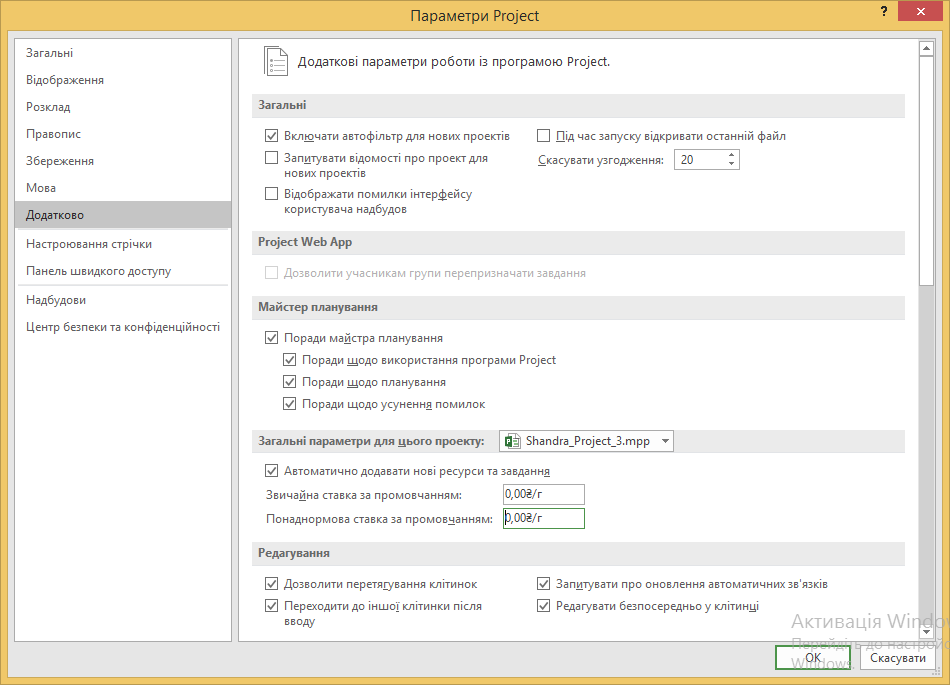 Параметри Project
?
Загальні
Відображення
Розклад
Правопис
Збереження
Мова
Додатково
Настроювання стрічки
Панель швидкого доступу
Надбудови
Центр безпеки та конфіденційності
Додаткові параметри роботи із програмою Project.
Загальні
Включати автофільтр для нових проектів
Під час запуску відкривати останній файл
Запитувати відомості про проект для
нових проектів
Скасувати узгодження: 20
Відображати помилки інтерфейсу
користувача надбудов
Project Web App
Дозволити учасникам групи перепризначати завдання
Майстер планування
Поради майстра планування
Поради щодо використання програми Project
Поради щодо планування
Поради щодо усунення помилок
Загальні параметри для цього проекту: Shandra_Project_3.mpp
Автоматично додавати нові ресурси та завдання
Звичайна ставка за промовчанням: 0,00₴/г
Понаднормова ставка за промовчанням: 0,00₴/г
Редагування
Дозволити перетягування клітинок
Запитувати про оновлення автоматичних зв'язків
Переходити до іншої клітинки після
вводу
Редагувати безпосередньо у клітинці
Активація Windo
Перейдіть до настройо
Windows.
OK
Скасувати